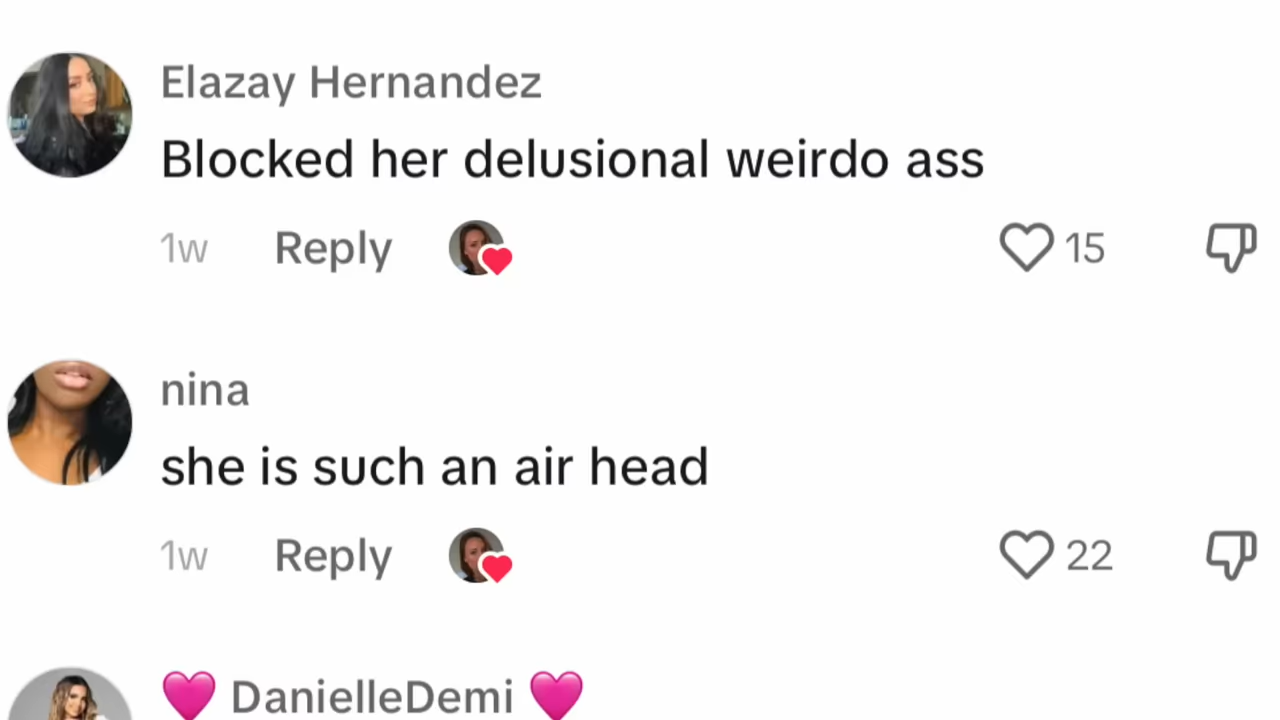 Elazay Hernandez
Blocked her delusional weirdo ass
1w Reply 15
nina
she is such an air head
1w Reply 22
🩷 DanielleDemi 🩷